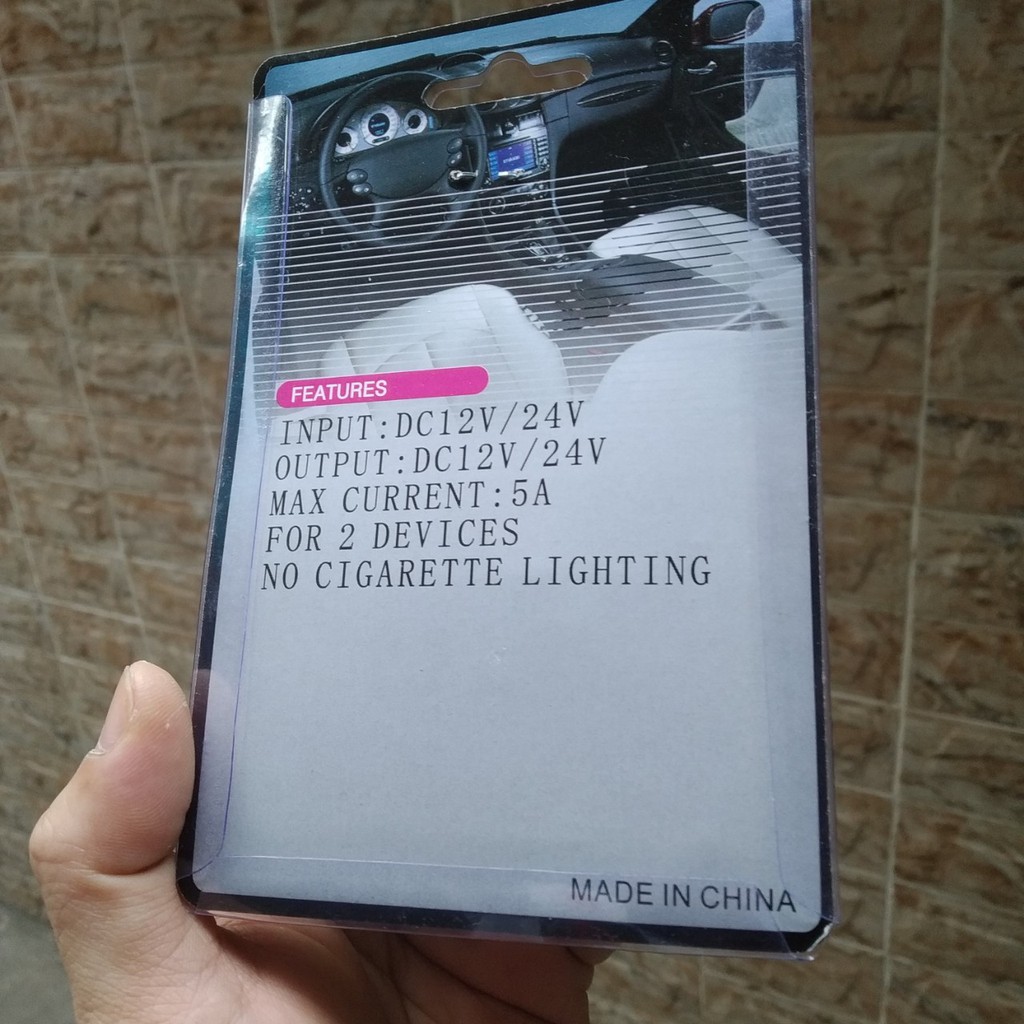 FEATURES
INPUT:DC12V/24V
OUTPUT:DC12V/24V
MAX CURRENT:5A
FOR 2 DEVICES
NO CIGARETTE LIGHTING
MADE IN CHINA